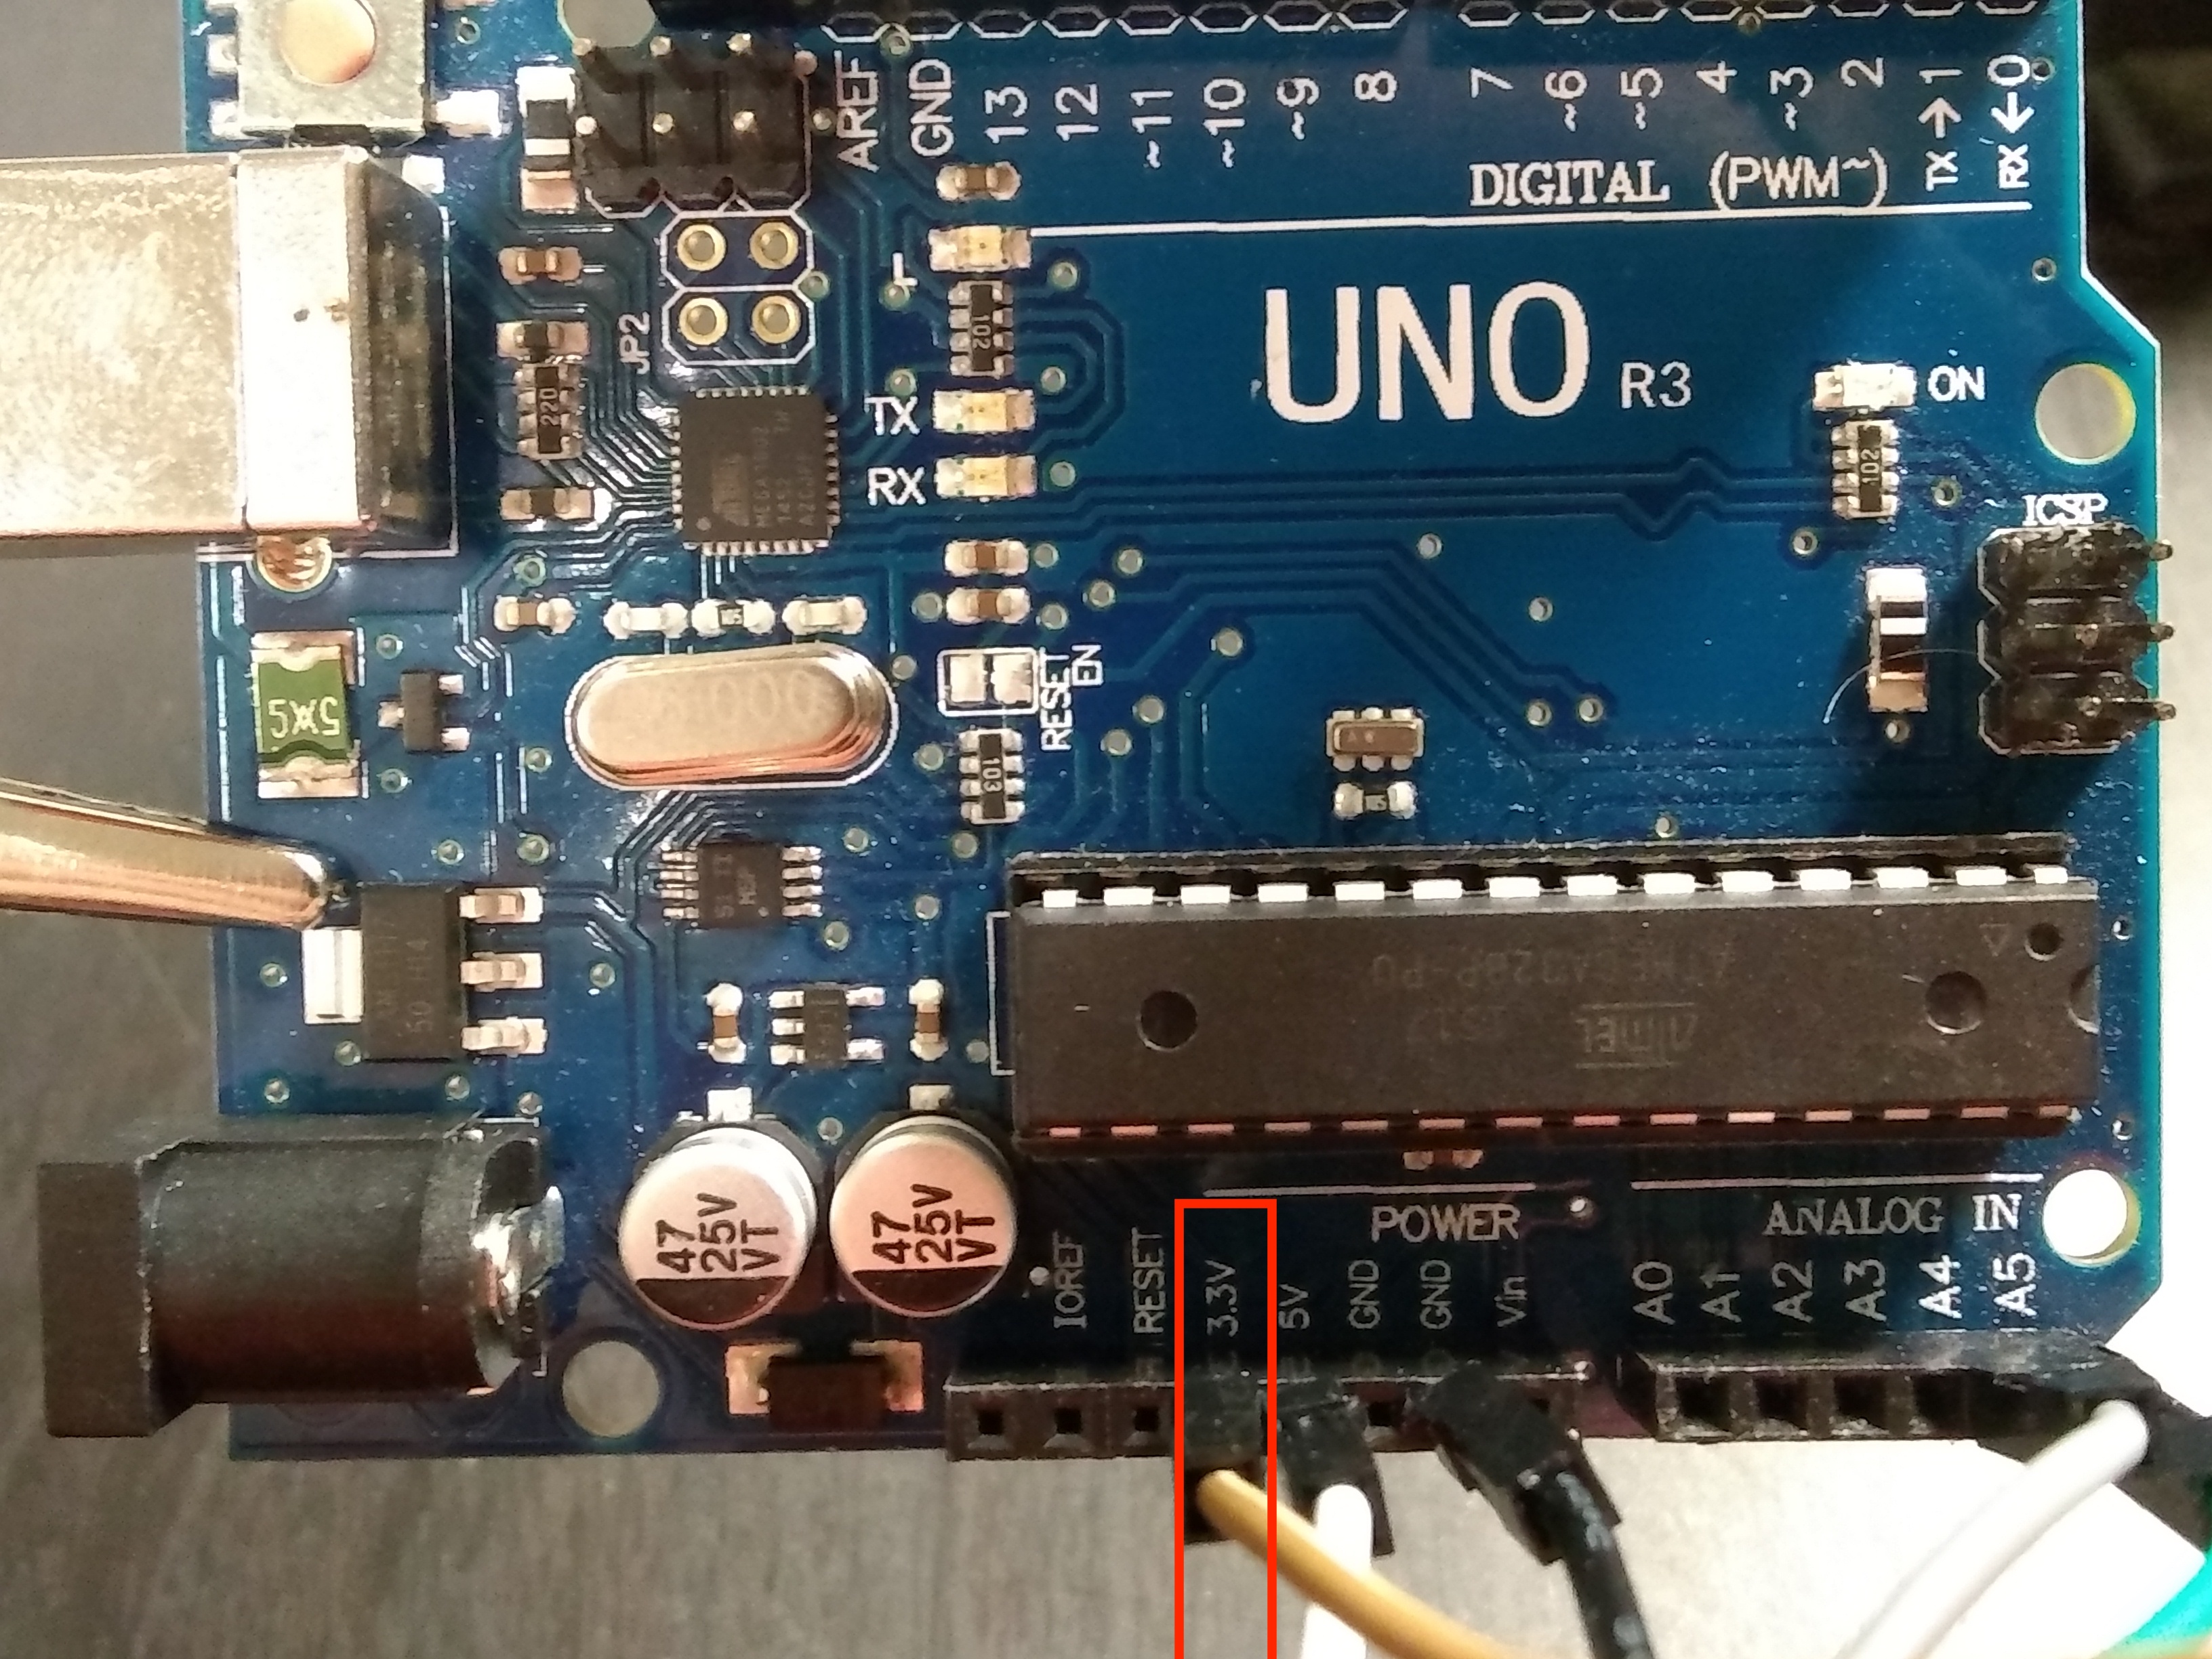 AREF
GND
13
12
~11
~10
~9
8
7
~6
~5
4
~3
2
TX→1
RX←0
DIGITAL (PWM~)
L
102
JP2
UNO R3
ON
220
TX
RX
102
ICSP
RESET
EN
103
ATMEL
POWER
ANALOG IN
47
25V
VT
47
25V
VT
IOREF
RESET
3.3V
5V
GND
GND
Vin
A0
A1
A2
A3
A4
A5